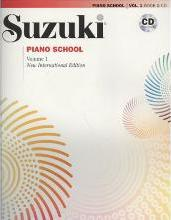 PIANO SCHOOL | VOL. 1 BOOK & CD
Suzuki
CD
PIANO SCHOOL
Volume 1
New International Edition